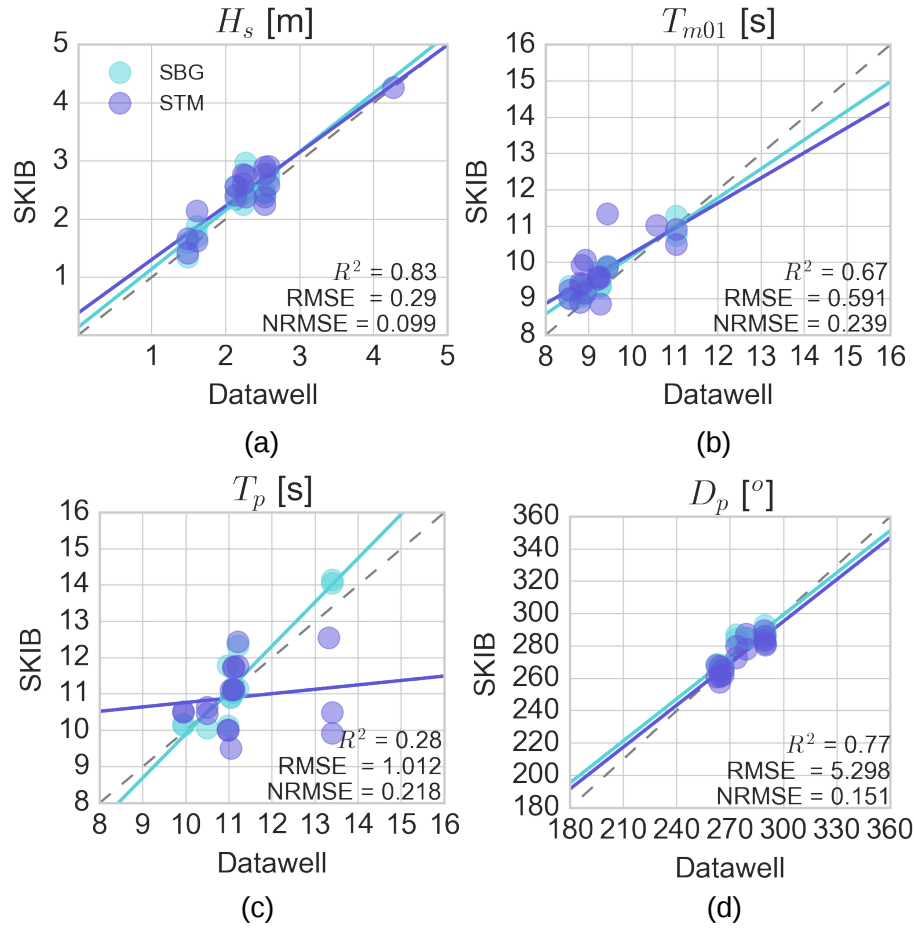 H_s [m]
5
4
3
2
1
SKIB
SBG
STM
R² = 0.83
RMSE = 0.29
NRMSE = 0.099
1 2 3 4 5
Datawell
(a)
T_m01 [s]
16
15
14
13
12
11
10
9
8
SKIB
R² = 0.67
RMSE = 0.591
NRMSE = 0.239
8 9 10 11 12 13 14 15 16
Datawell
(b)
T_p [s]
16
15
14
13
12
11
10
9
8
SKIB
R² = 0.28
RMSE = 1.012
NRMSE = 0.218
8 9 10 11 12 13 14 15 16
Datawell
(c)
D_p [°]
360
340
320
300
280
260
240
220
200
180
SKIB
R² = 0.77
RMSE = 5.298
NRMSE = 0.151
180 210 240 270 300 330 360
Datawell
(d)